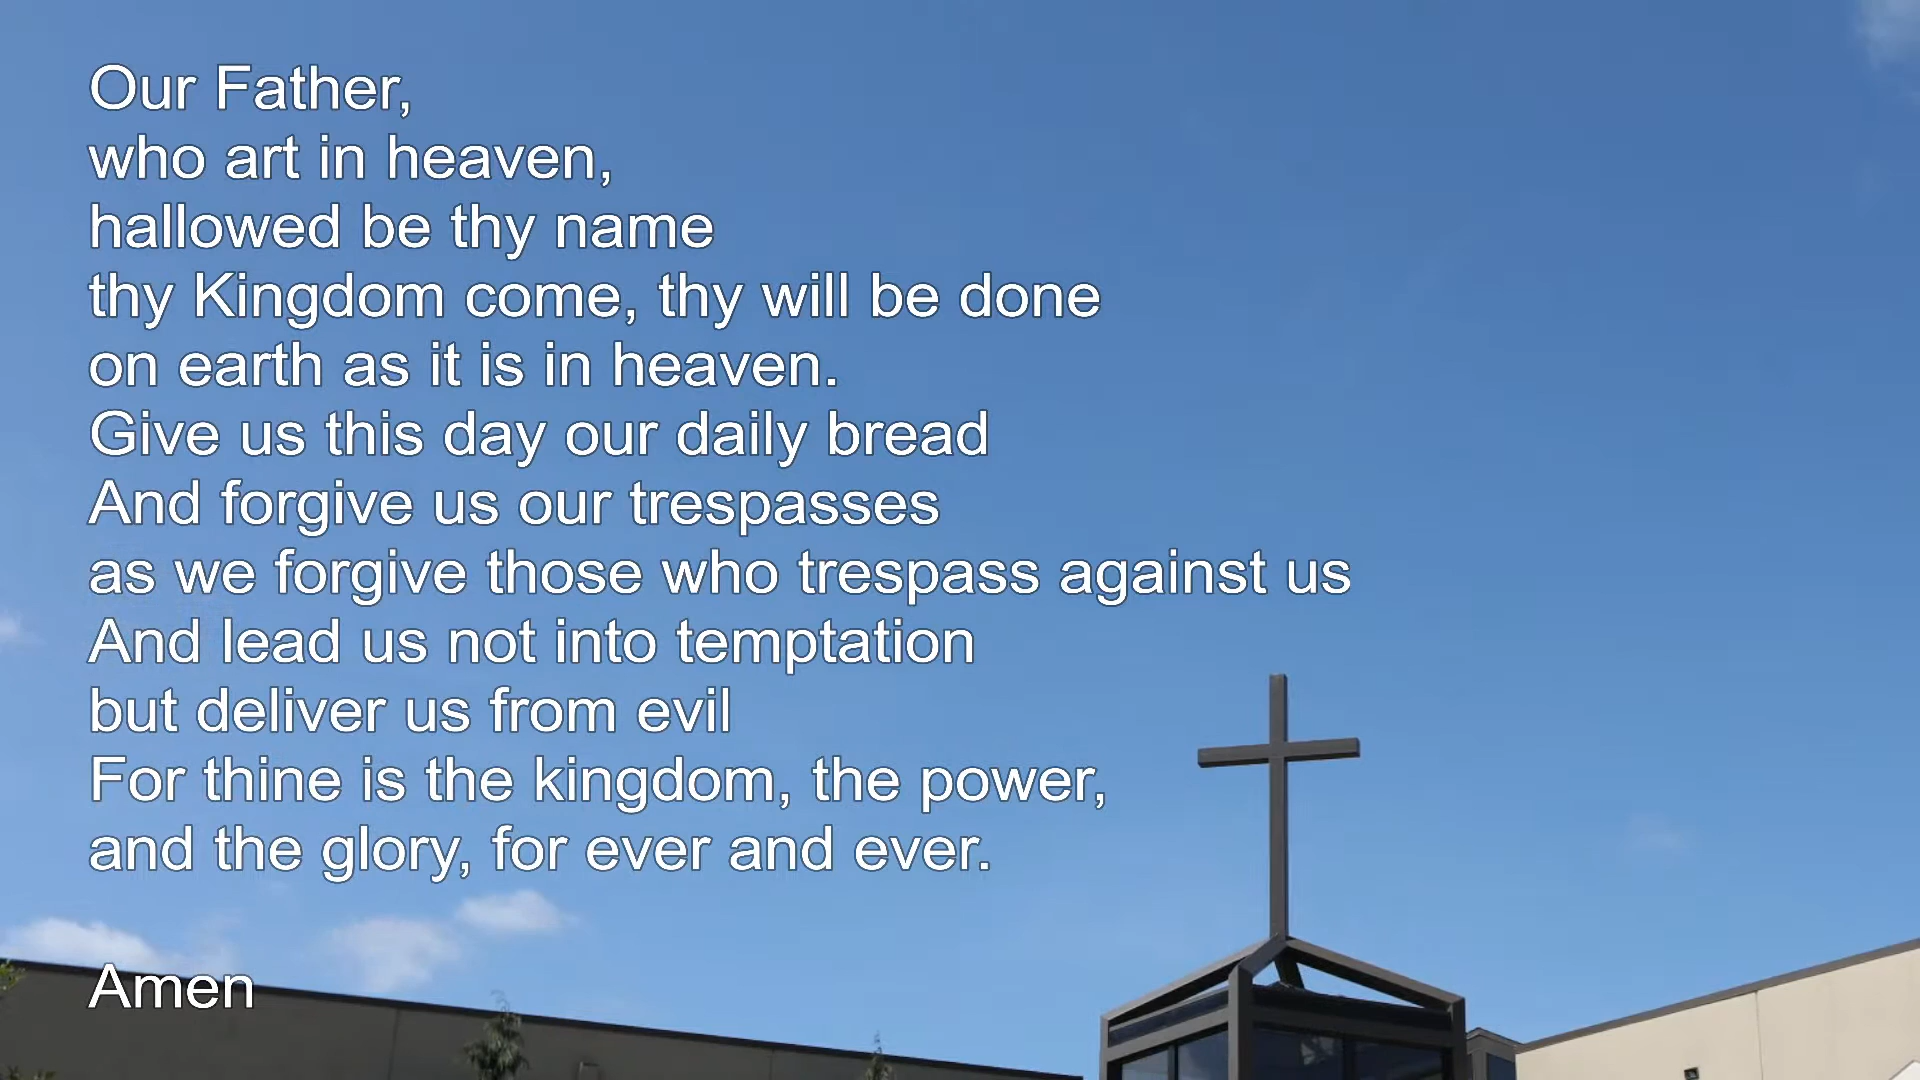 Our Father,
who art in heaven,
hallowed be thy name
thy Kingdom come, thy will be done
on earth as it is in heaven.
Give us this day our daily bread
And forgive us our trespasses
as we forgive those who trespass against us
And lead us not into temptation
but deliver us from evil
For thine is the kingdom, the power,
and the glory, for ever and ever.
Amen